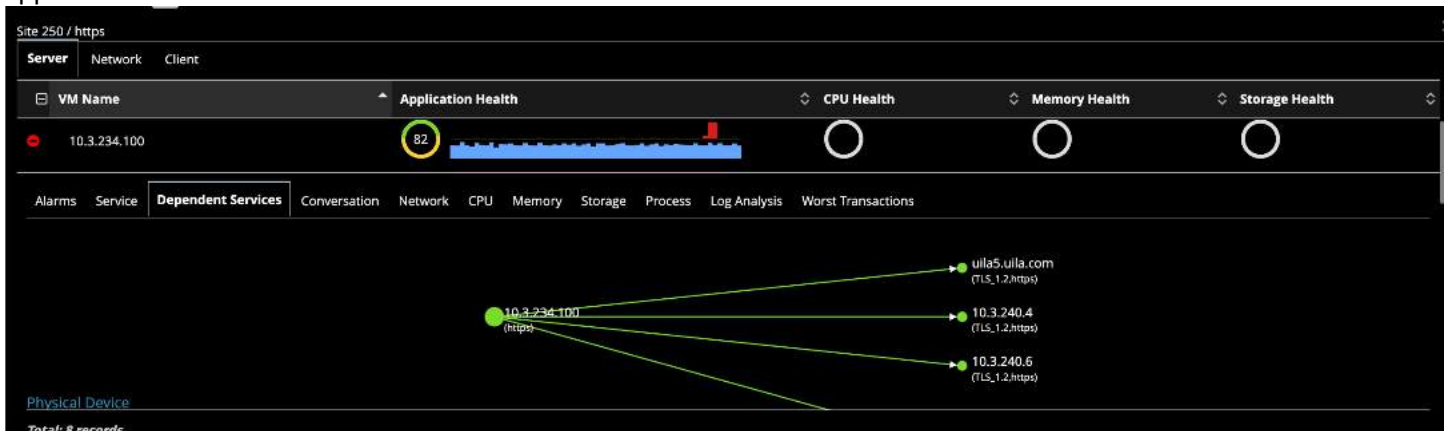 Site 250 / https
Server Network Client
VM Name Application Health CPU Health Memory Health Storage Health
10.3.234.100 82
Alarms Service Dependent Services Conversation Network CPU Memory Storage Process Log Analysis Worst Transactions
uila5.uila.com
(TLS_1.2,https)
10.3.234.100
(https)
10.3.240.4
(TLS_1.2,https)
10.3.240.6
(TLS_1.2,https)
Physical Device
Total: 8 records